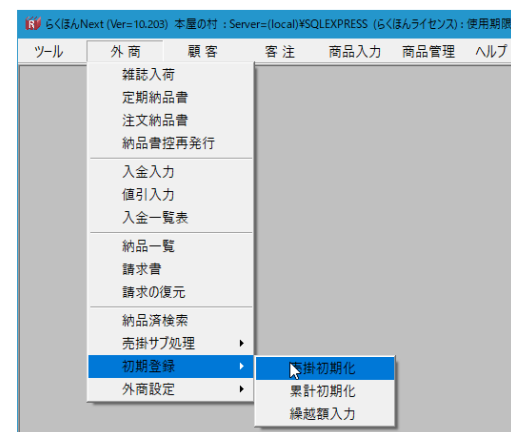 らくほんNext (Ver=10.203) 本屋の村 : Server=(local)¥SQLEXPRESS (らくほんライセンス) : 使用期限
ツール 外商 顧客 客注 商品入力 商品管理 ヘルプ
雑誌入荷
定期納品書
注文納品書
納品書控再発行
入金入力
値引入力
入金一覧表
納品一覧
請求書
請求の復元
納品済検索
売掛サブ処理
初期登録
売掛初期化
外商設定
累計初期化
繰越額入力